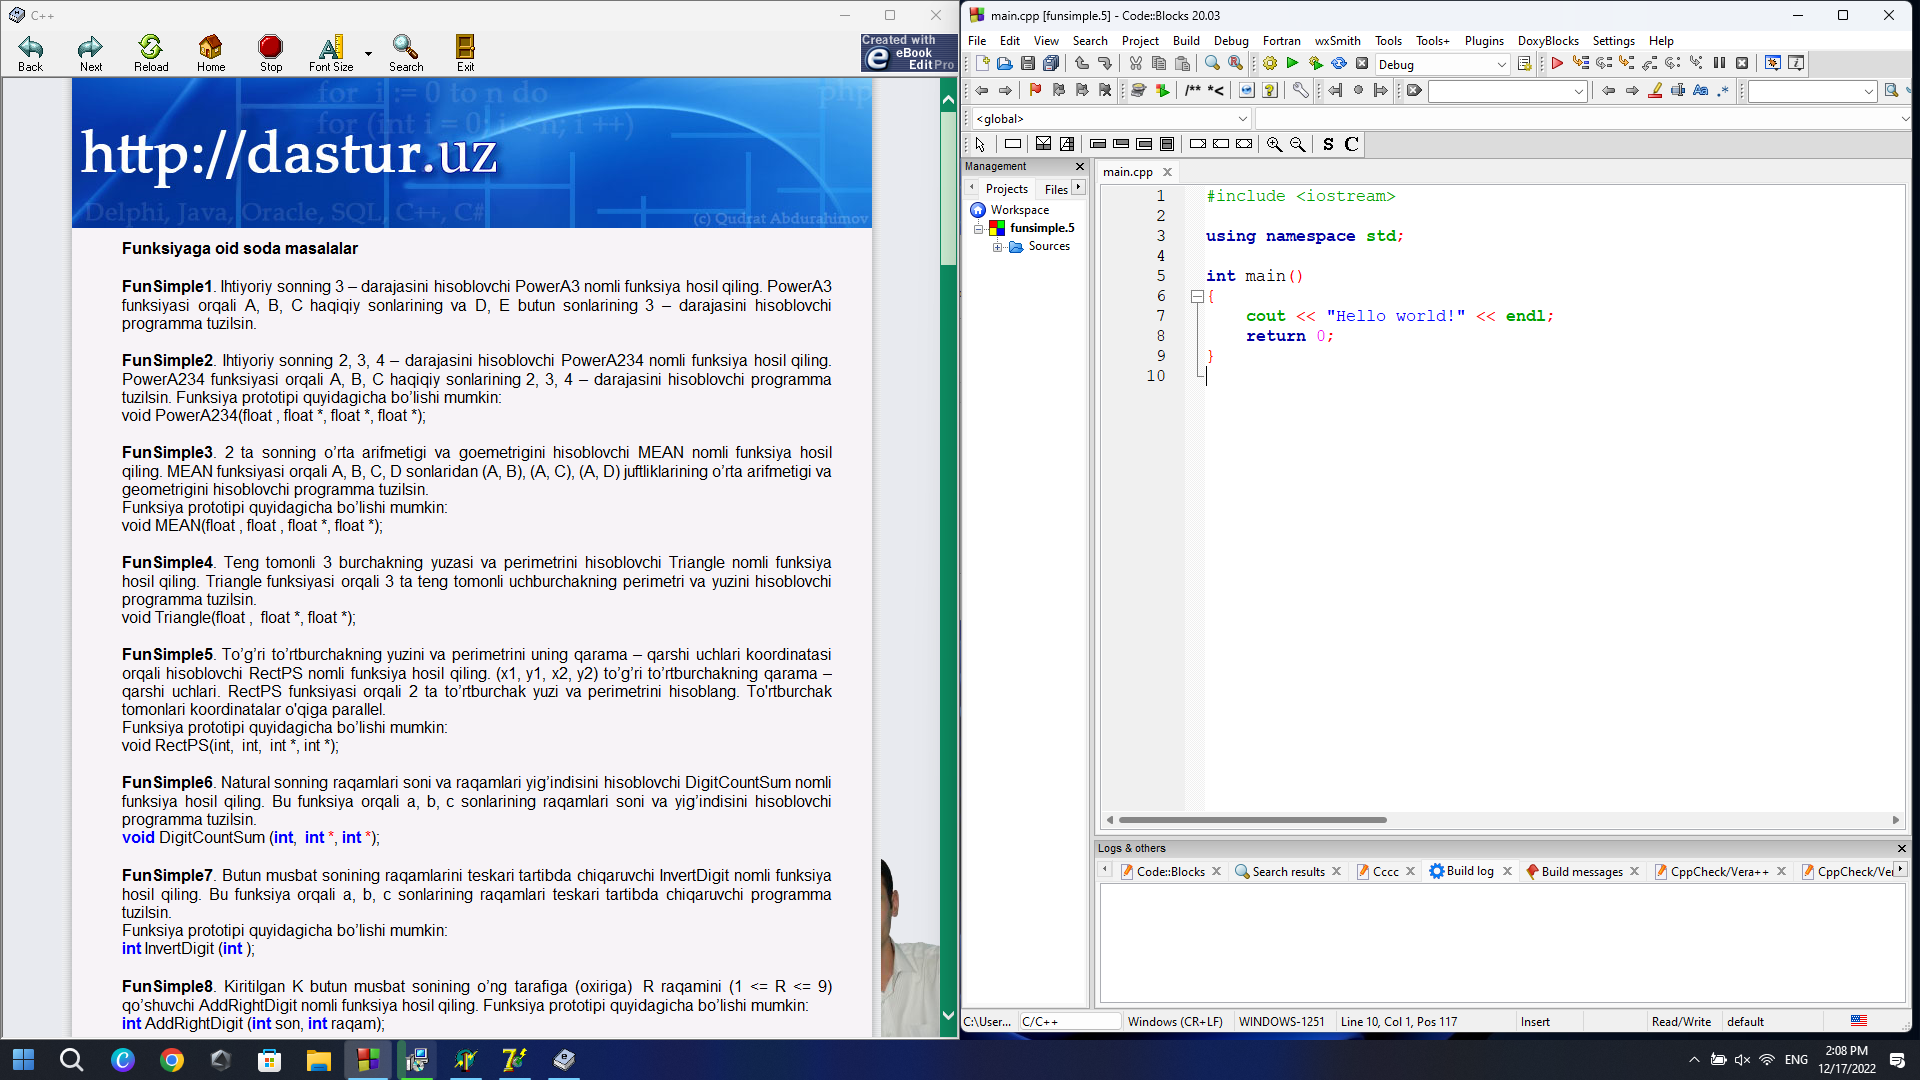 C++
Back
Next
Reload
Home
Stop
Font Size
Search
Exit
Created with
eBook
EditPro
for i := 0 to n do
php
for (int i = 0; i < n; i ++)
http://dastur.uz
Delphi, Java, Oracle, SQL, C++, C#
(c) Qudrat Abdurahimov
Funksiyaga oid soda masalalar
FunSimple1. Ihtiyoriy sonning 3 – darajasini hisoblovchi PowerA3 nomli funksiya hosil qiling. PowerA3
funksiyasi orqali A, B, C haqiqiy sonlarining va D, E butun sonlarining 3 – darajasini hisoblovchi
programma tuzilsin.
FunSimple2. Ihtiyoriy sonning 2, 3, 4 – darajasini hisoblovchi PowerA234 nomli funksiya hosil qiling.
PowerA234 funksiyasi orqali A, B, C haqiqiy sonlarining 2, 3, 4 – darajasini hisoblovchi programma
tuzilsin. Funksiya prototipi quyidagicha bo’lishi mumkin:
void PowerA234(float , float *, float *, float *);
FunSimple3. 2 ta sonning o’rta arifmetigi va goemetrigini hisoblovchi MEAN nomli funksiya hosil
qiling. MEAN funksiyasi orqali A, B, C, D sonlaridan (A, B), (A, C), (A, D) juftliklarining o’rta arifmetigi va
geometrigini hisoblovchi programma tuzilsin.
Funksiya prototipi quyidagicha bo’lishi mumkin:
void MEAN(float , float , float *, float *);
FunSimple4. Teng tomonli 3 burchakning yuzasi va perimetrini hisoblovchi Triangle nomli funksiya
hosil qiling. Triangle funksiyasi orqali 3 ta teng tomonli uchburchakning perimetri va yuzini hisoblovchi
programma tuzilsin.
void Triangle(float , float *, float *);
FunSimple5. To’g’ri to’rtburchakning yuzini va perimetrini uning qarama – qarshi uchlari koordinatasi
orqali hisoblovchi RectPS nomli funksiya hosil qiling. (x1, y1, x2, y2) to’g’ri to’rtburchakning qarama –
qarshi uchlari. RectPS funksiyasi orqali 2 ta to’rtburchak yuzi va perimetrini hisoblang. To'rtburchak
tomonlari koordinatalar o'qiga parallel.
Funksiya prototipi quyidagicha bo’lishi mumkin:
void RectPS(int, int, int *, int *);
FunSimple6. Natural sonning raqamlari soni va raqamlari yig’indisini hisoblovchi DigitCountSum nomli
funksiya hosil qiling. Bu funksiya orqali a, b, c sonlarining raqamlari soni va yig’indisini hisoblovchi
programma tuzilsin.
void DigitCountSum (int, int *, int *);
FunSimple7. Butun musbat sonining raqamlarini teskari tartibda chiqaruvchi InvertDigit nomli funksiya
hosil qiling. Bu funksiya orqali a, b, c sonlarining raqamlari teskari tartibda chiqaruvchi programma
tuzilsin.
Funksiya prototipi quyidagicha bo’lishi mumkin:
int InvertDigit (int );
FunSimple8. Kiritilgan K butun musbat sonining o’ng tarafiga (oxiriga) R raqamini (1 <= R <= 9)
qo’shuvchi AddRightDigit nomli funksiya hosil qiling. Funksiya prototipi quyidagicha bo’lishi mumkin:
int AddRightDigit (int son, int raqam);
main.cpp [funsimple.5] - Code::Blocks 20.03
File Edit View Search Project Build Debug Fortran wxSmith Tools Tools+ Plugins DoxyBlocks Settings Help
Debug
/** *<
Aa .*
<global>
S C
Management
Projects Files
Workspace
funsimple.5
Sources
main.cpp
1 #include <iostream>
2
3 using namespace std;
4
5 int main()
6 {
7 cout << "Hello world!" << endl;
8 return 0;
9 }
10
Logs & others
Code::Blocks Search results Cccc Build log Build messages CppCheck/Vera++ CppCheck/Ver
C:\User... C/C++ Windows (CR+LF) WINDOWS-1251 Line 10, Col 1, Pos 117 Insert Read/Write default
ENG
2:08 PM
12/17/2022